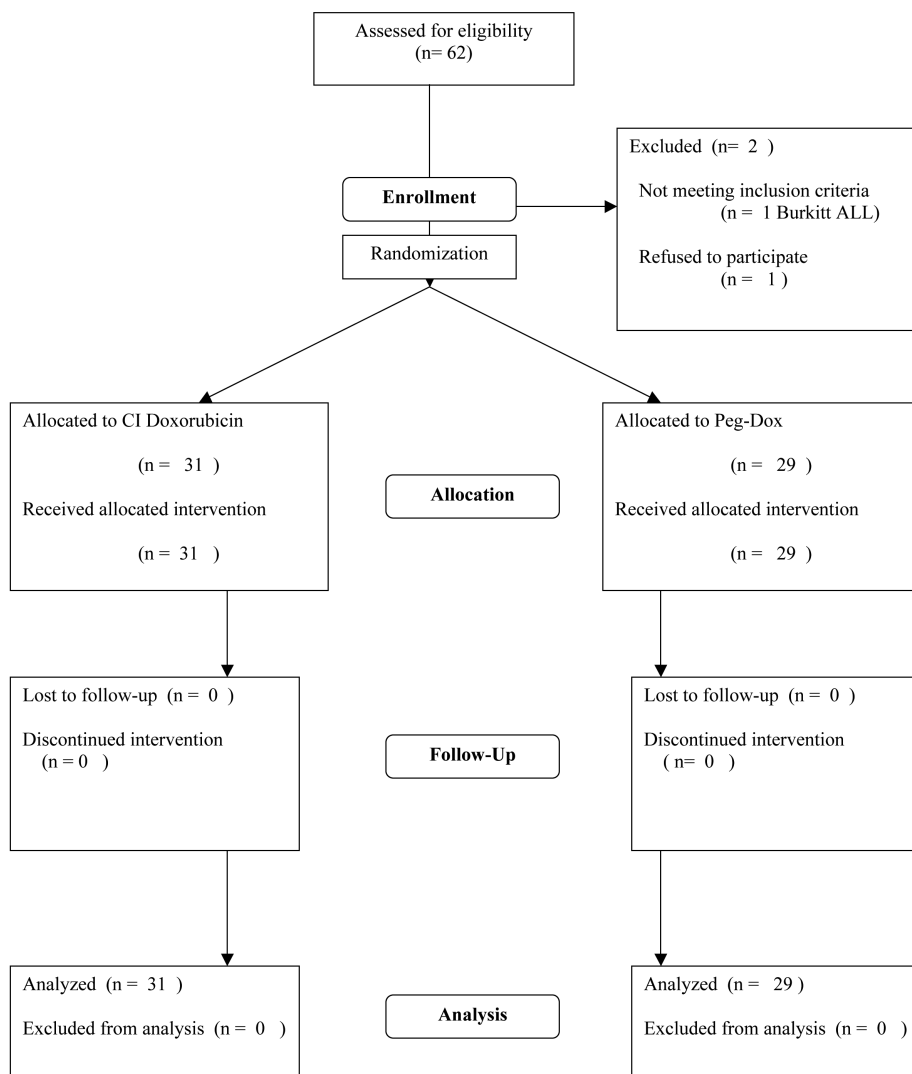 Assessed for eligibility
(n= 62)
Excluded (n= 2 )
Not meeting inclusion criteria
(n = 1 Burkitt ALL)
Refused to participate
(n = 1 )
Enrollment
Randomization
Allocated to CI Doxorubicin
(n = 31 )
Received allocated intervention
(n = 31 )
Allocation
Allocated to Peg-Dox
(n = 29 )
Received allocated intervention
(n = 29 )
Lost to follow-up (n = 0 )
Discontinued intervention
(n = 0 )
Follow-Up
Lost to follow-up (n = 0 )
Discontinued intervention
( n= 0 )
Analyzed (n = 31 )
Excluded from analysis (n = 0 )
Analysis
Analyzed (n = 29 )
Excluded from analysis (n = 0 )